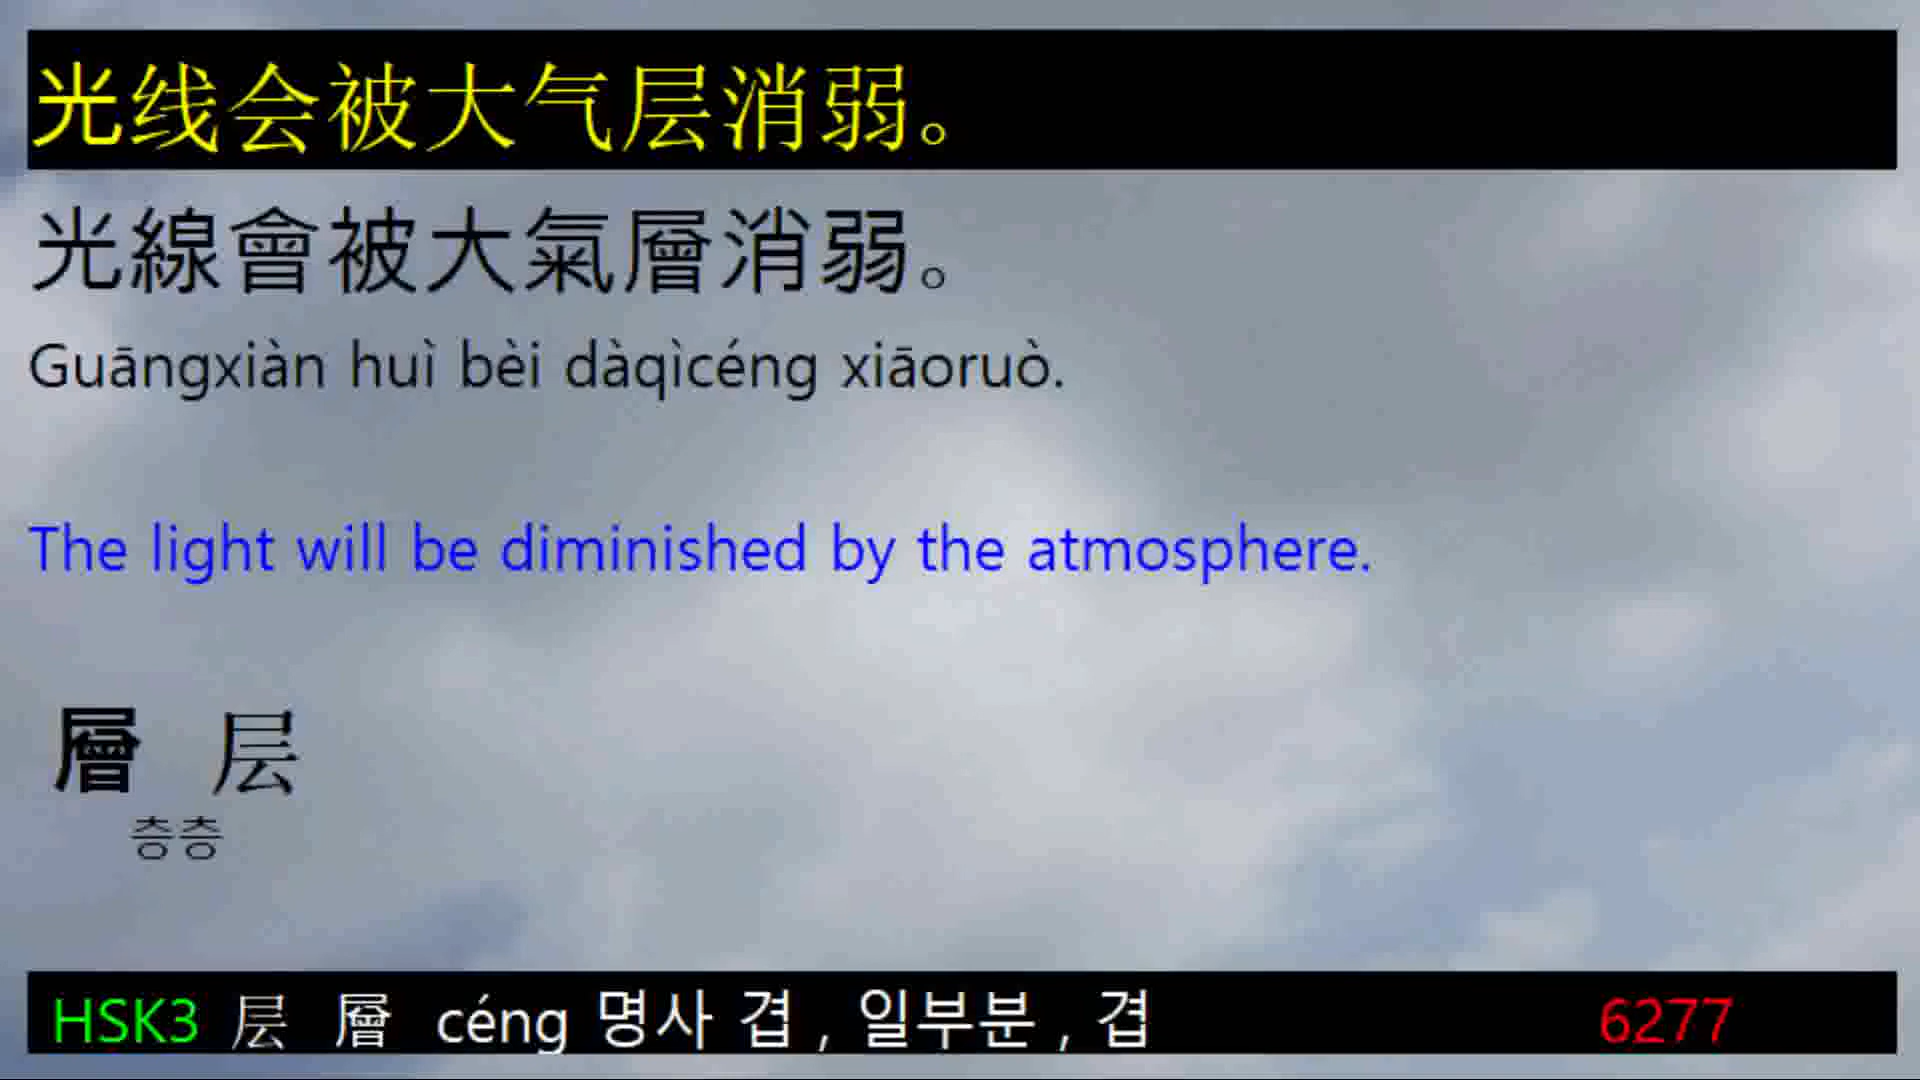 光线会被大气层消弱。
光線會被大氣層消弱。
Guāngxiàn huì bèi dàqìcéng xiāoruò.
The light will be diminished by the atmosphere.
層 层
층층
HSK3 层 層 céng 명사 겹 , 일부분 , 겹 6277